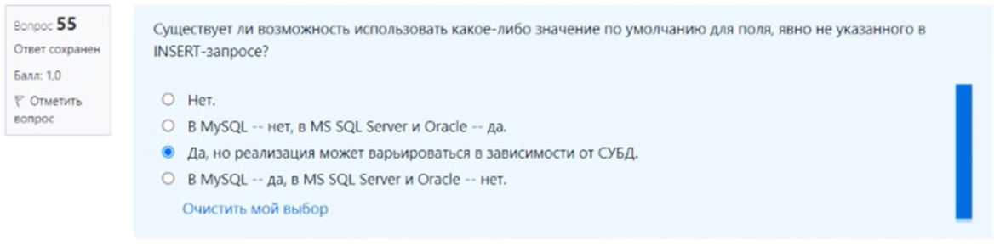 Вопрос 55
Ответ сохранен
Балл: 1,0
Отметить
вопрос
Существует ли возможность использовать какое-либо значение по умолчанию для поля, явно не указанного в
INSERT-запросе?
Нет.
В MySQL -- нет, в MS SQL Server и Oracle -- да.
Да, но реализация может варьироваться в зависимости от СУБД.
В MySQL -- да, в MS SQL Server и Oracle -- нет.
Очистить мой выбор